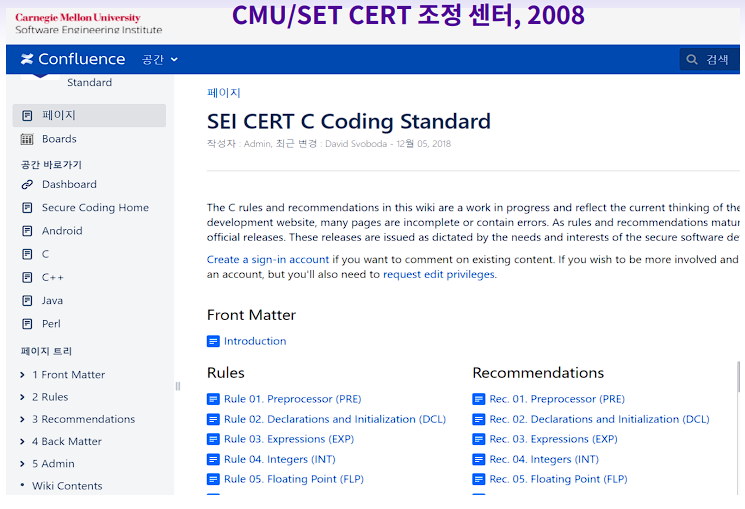 Carnegie Mellon University
Software Engineering Institute
CMU/SET CERT 조정 센터, 2008
Confluence 공간
검색
Standard
페이지
Boards
공간 바로가기
Dashboard
Secure Coding Home
Android
C
C++
Java
Perl
페이지 트리
1 Front Matter
2 Rules
3 Recommendations
4 Back Matter
5 Admin
Wiki Contents
페이지
SEI CERT C Coding Standard
작성자 : Admin, 최근 변경 : David Svoboda - 12월 05, 2018
The C rules and recommendations in this wiki are a work in progress and reflect the current thinking of the
development website, many pages are incomplete or contain errors. As rules and recommendations matur
official releases. These releases are issued as dictated by the needs and interests of the secure software de
Create a sign-in account if you want to comment on existing content. If you wish to be more involved and
an account, but you'll also need to request edit privileges.
Front Matter
Introduction
Rules
Rule 01. Preprocessor (PRE)
Rule 02. Declarations and Initialization (DCL)
Rule 03. Expressions (EXP)
Rule 04. Integers (INT)
Rule 05. Floating Point (FLP)
Recommendations
Rec. 01. Preprocessor (PRE)
Rec. 02. Declarations and Initialization (DCL)
Rec. 03. Expressions (EXP)
Rec. 04. Integers (INT)
Rec. 05. Floating Point (FLP)